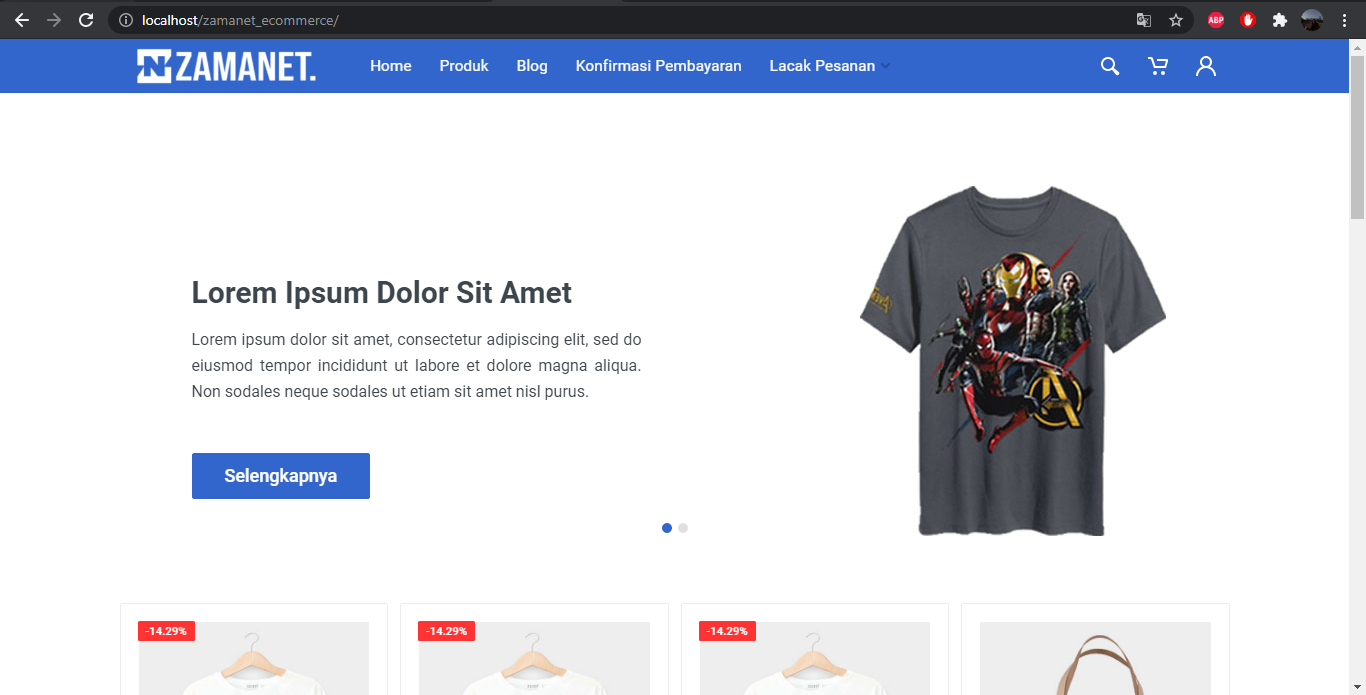 localhost/zamanet_ecommerce/
ABP
N ZAMANET.
Home Produk Blog Konfirmasi Pembayaran Lacak Pesanan
Lorem Ipsum Dolor Sit Amet
Lorem ipsum dolor sit amet, consectetur adipiscing elit, sed do
eiusmod tempor incididunt ut labore et dolore magna aliqua.
Non sodales neque sodales ut etiam sit amet nisl purus.
Selengkapnya
-14.29% -14.29% -14.29%